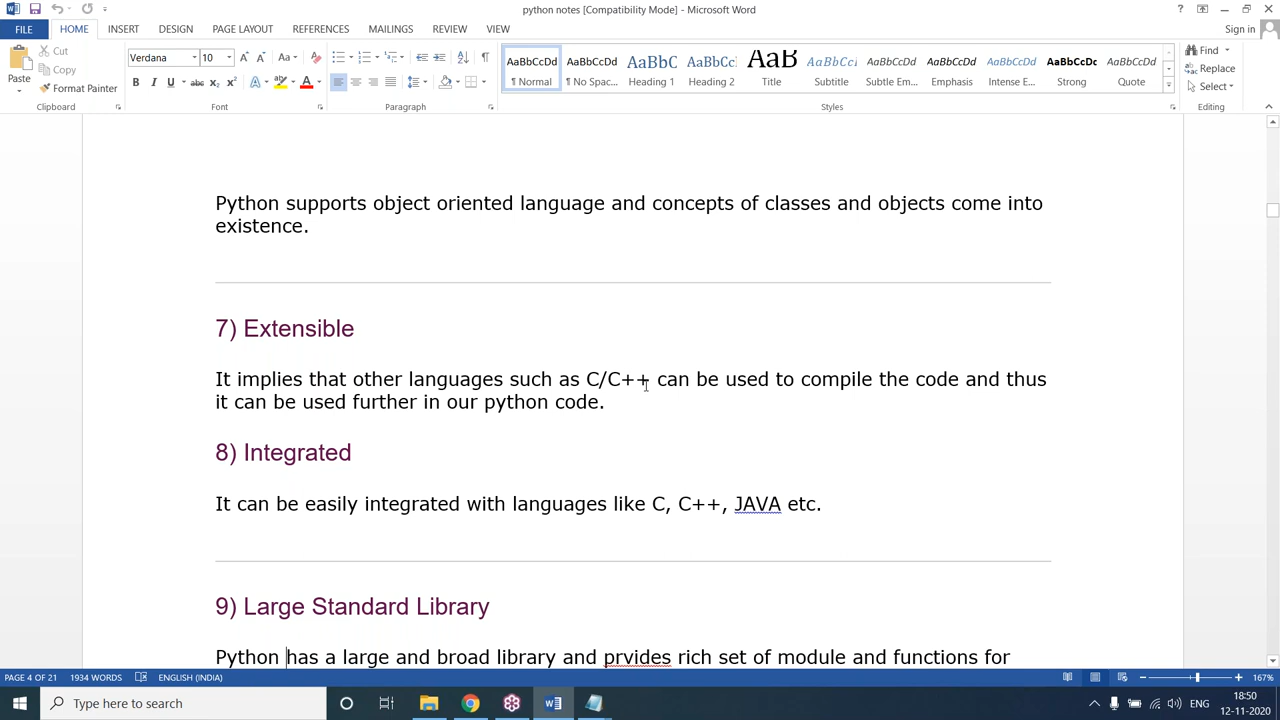 python notes [Compatibility Mode] - Microsoft Word
?
FILE
HOME
INSERT
DESIGN
PAGE LAYOUT
REFERENCES
MAILINGS
REVIEW
VIEW
Sign in
Paste
Cut
Copy
Format Painter
Clipboard
Verdana
10
Aa
B I U abc X₂ X²
Font
Paragraph
AaBbCcDd
¶ Normal
AaBbCcDd
¶ No Spac...
AaBbC
Heading 1
AaBbC
Heading 2
AaB
Title
AaBbCc
Subtitle
AaBbCcDd
Subtle Em...
AaBbCcDd
Emphasis
AaBbCcDd
Intense E...
AaBbCcDc
Strong
AaBbCcDd
Quote
Styles
Find
Replace
Select
Editing
Python supports object oriented language and concepts of classes and objects come into
existence.
7) Extensible
It implies that other languages such as C/C++ can be used to compile the code and thus
it can be used further in our python code.
8) Integrated
It can be easily integrated with languages like C, C++, JAVA etc.
9) Large Standard Library
Python has a large and broad library and prvides rich set of module and functions for
PAGE 4 OF 21
1934 WORDS
ENGLISH (INDIA)
167%
Type here to search
ENG
18:50
12-11-2020